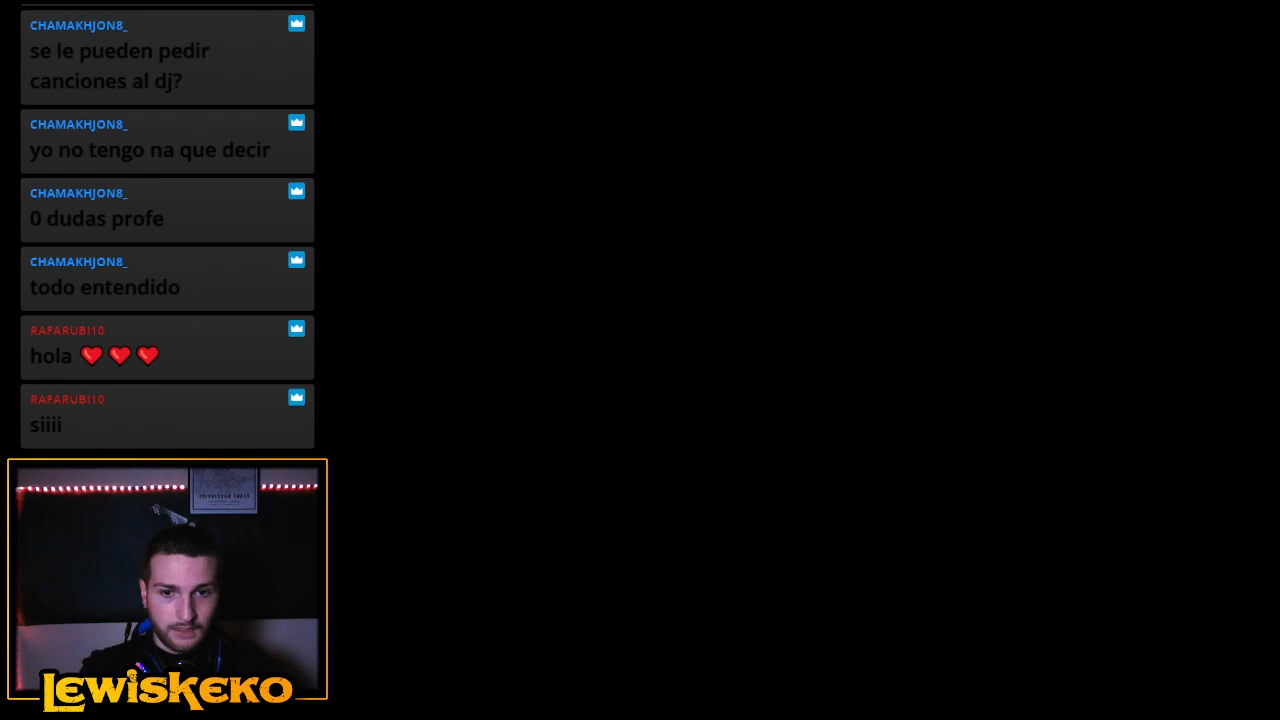 CHAMAKHJON8_
se le pueden pedir
canciones al dj?
CHAMAKHJON8_
yo no tengo na que decir
CHAMAKHJON8_
0 dudas profe
CHAMAKHJON8_
todo entendido
RAFARUBI10
hola ❤️❤️❤️
RAFARUBI10
siiii
LEWISKEKO